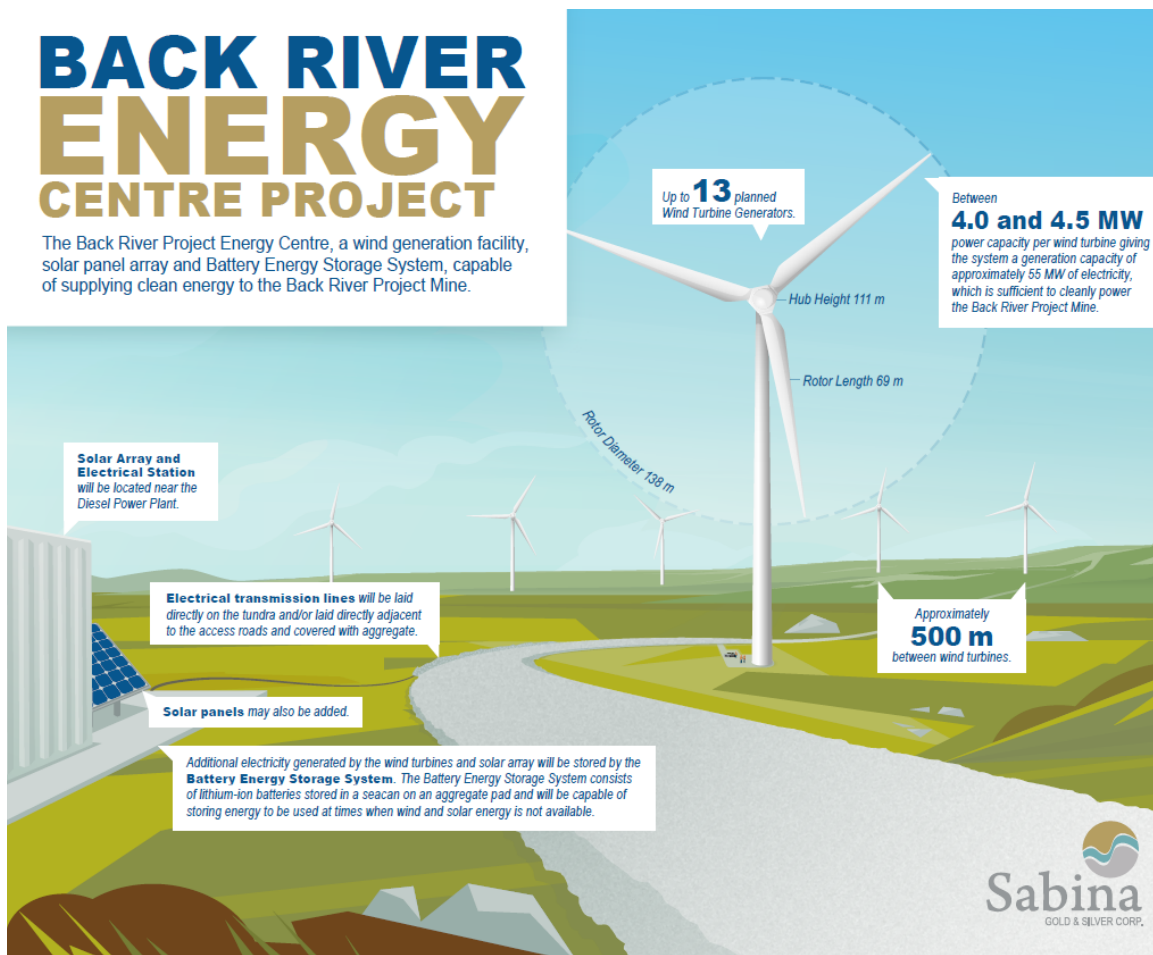 BACK RIVER
ENERGY
CENTRE PROJECT
The Back River Project Energy Centre, a wind generation facility,
solar panel array and Battery Energy Storage System, capable
of supplying clean energy to the Back River Project Mine.
Up to 13 planned
Wind Turbine Generators.
Between
4.0 and 4.5 MW
power capacity per wind turbine giving
the system a generation capacity of
approximately 55 MW of electricity,
which is sufficient to cleanly power
the Back River Project Mine.
Hub Height 111 m
Rotor Length 69 m
Rotor Diameter 138 m
Solar Array and
Electrical Station
will be located near the
Diesel Power Plant.
Electrical transmission lines will be laid
directly on the tundra and/or laid directly adjacent
to the access roads and covered with aggregate.
Approximately
500 m
between wind turbines.
Solar panels may also be added.
Additional electricity generated by the wind turbines and solar array will be stored by the
Battery Energy Storage System. The Battery Energy Storage System consists
of lithium-ion batteries stored in a seacan on an aggregate pad and will be capable of
storing energy to be used at times when wind and solar energy is not available.
Sabina
GOLD & SILVER CORP.